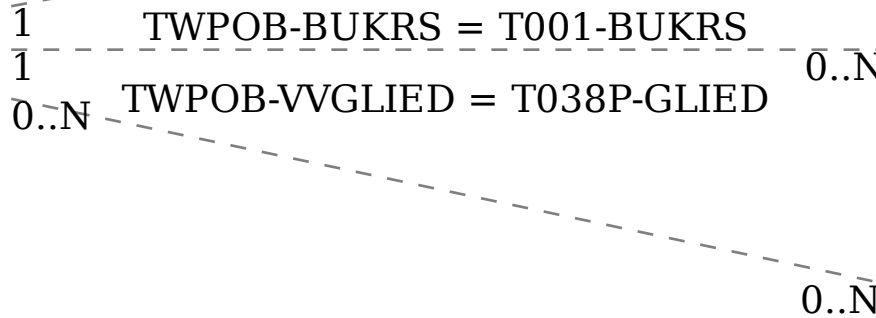 1
TWPOB-BUKRS = T001-BUKRS
1
0..N
TWPOB-VVGLIED = T038P-GLIED
0..N
0..N